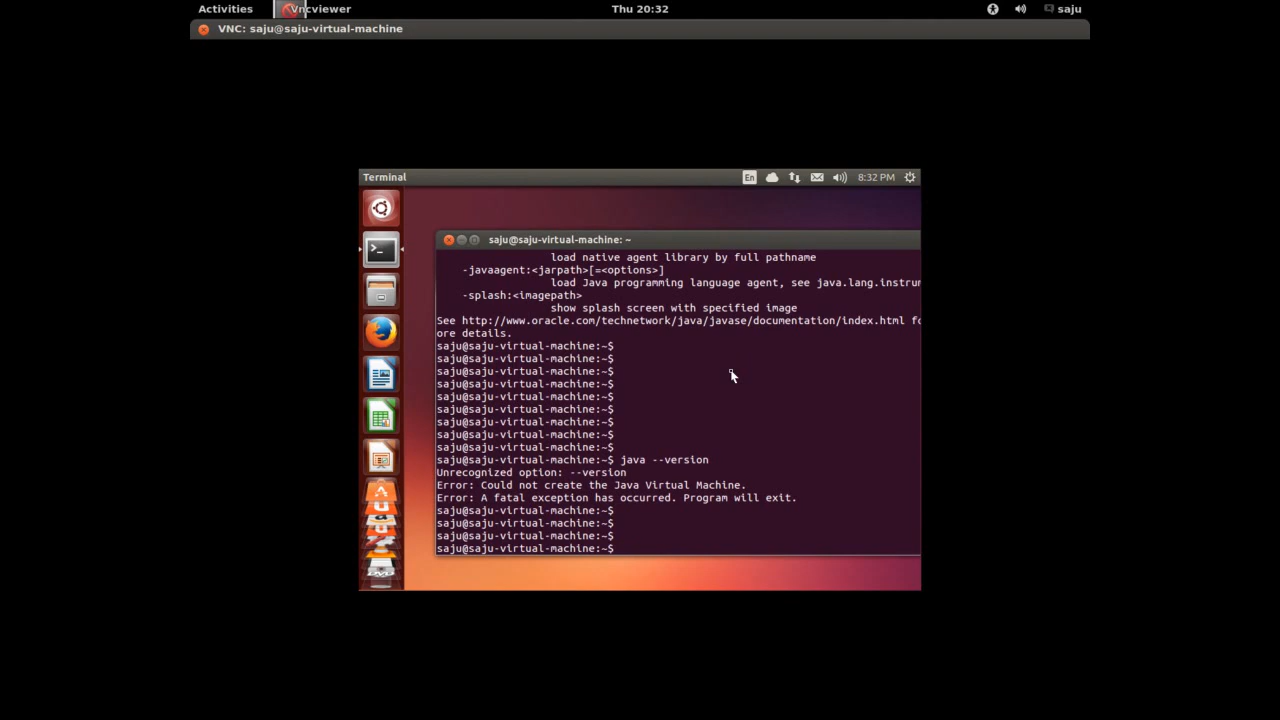 Activities
Vncviewer
Thu 20:32
saju
VNC: saju@saju-virtual-machine
Terminal
En
8:32 PM
saju@saju-virtual-machine: ~
load native agent library by full pathname
-javaagent:<jarpath>[=<options>]
load Java programming language agent, see java.lang.instru
-splash:<imagepath>
show splash screen with specified image
See http://www.oracle.com/technetwork/java/javase/documentation/index.html fo
ore details.
saju@saju-virtual-machine:~$
saju@saju-virtual-machine:~$
saju@saju-virtual-machine:~$
saju@saju-virtual-machine:~$
saju@saju-virtual-machine:~$
saju@saju-virtual-machine:~$
saju@saju-virtual-machine:~$
saju@saju-virtual-machine:~$
saju@saju-virtual-machine:~$
saju@saju-virtual-machine:~$ java --version
Unrecognized option: --version
Error: Could not create the Java Virtual Machine.
Error: A fatal exception has occurred. Program will exit.
saju@saju-virtual-machine:~$
saju@saju-virtual-machine:~$
saju@saju-virtual-machine:~$
saju@saju-virtual-machine:~$